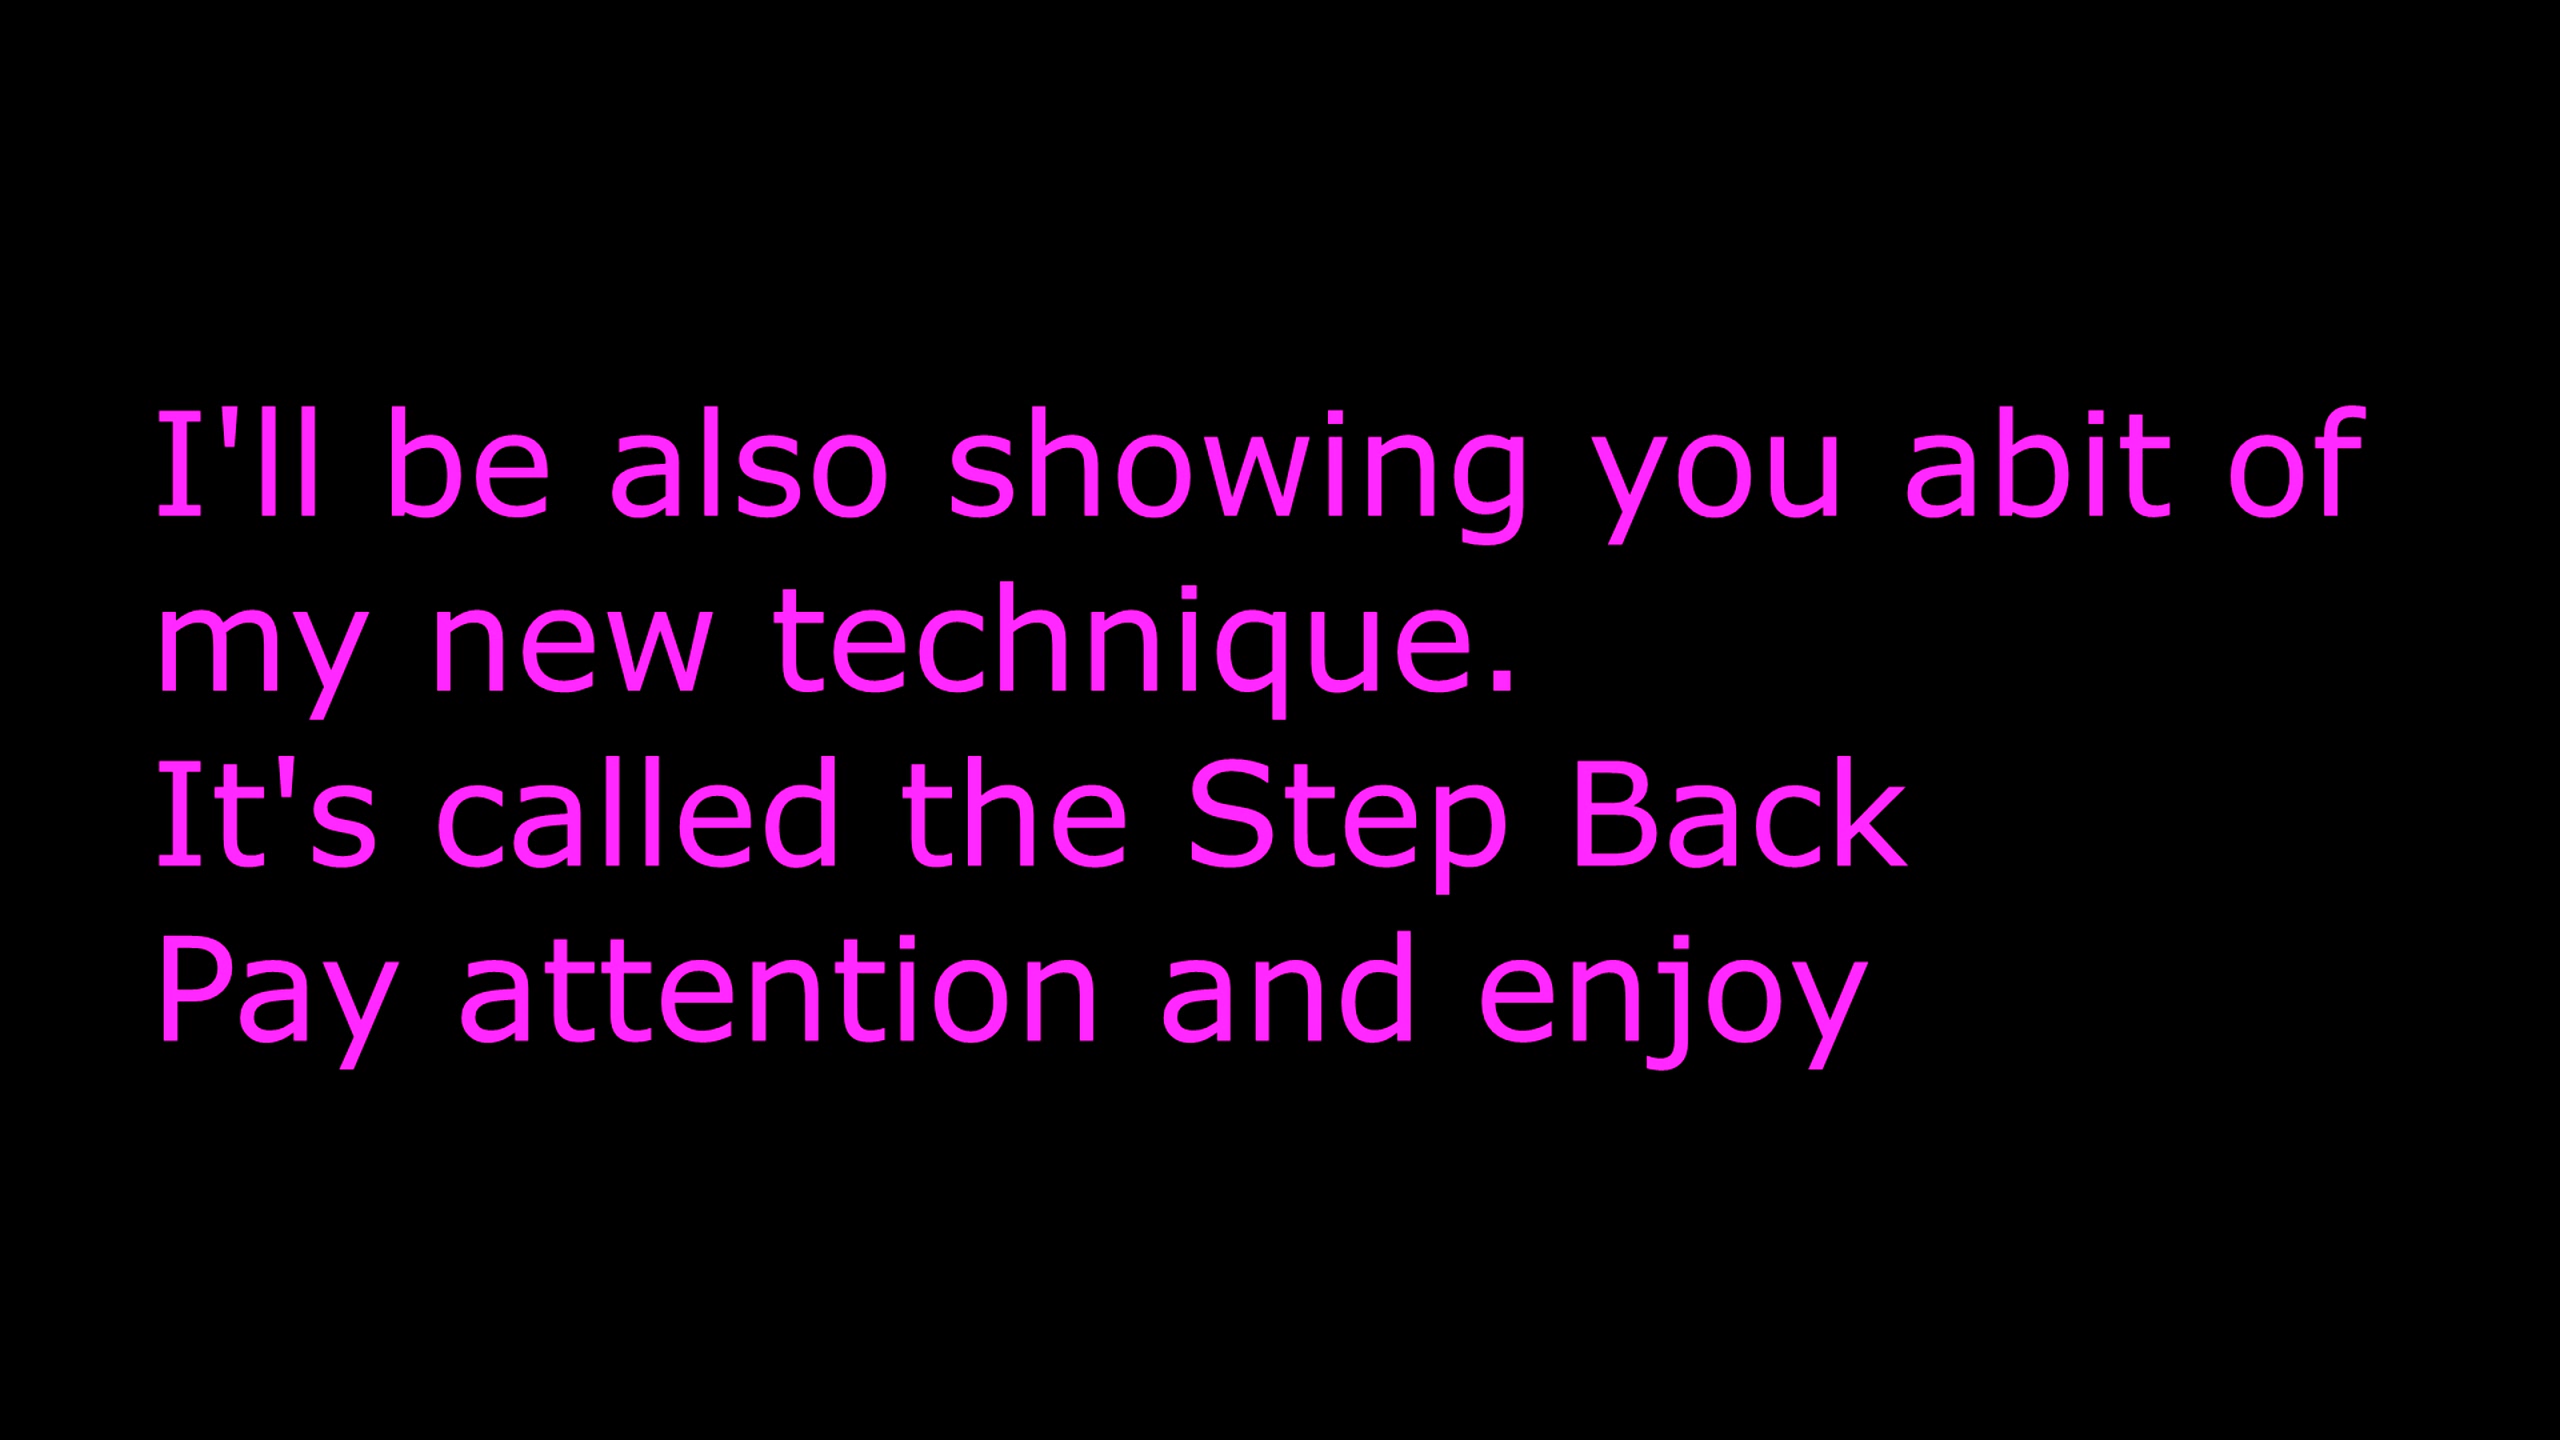 I'll be also showing you abit of
my new technique.
It's called the Step Back
Pay attention and enjoy